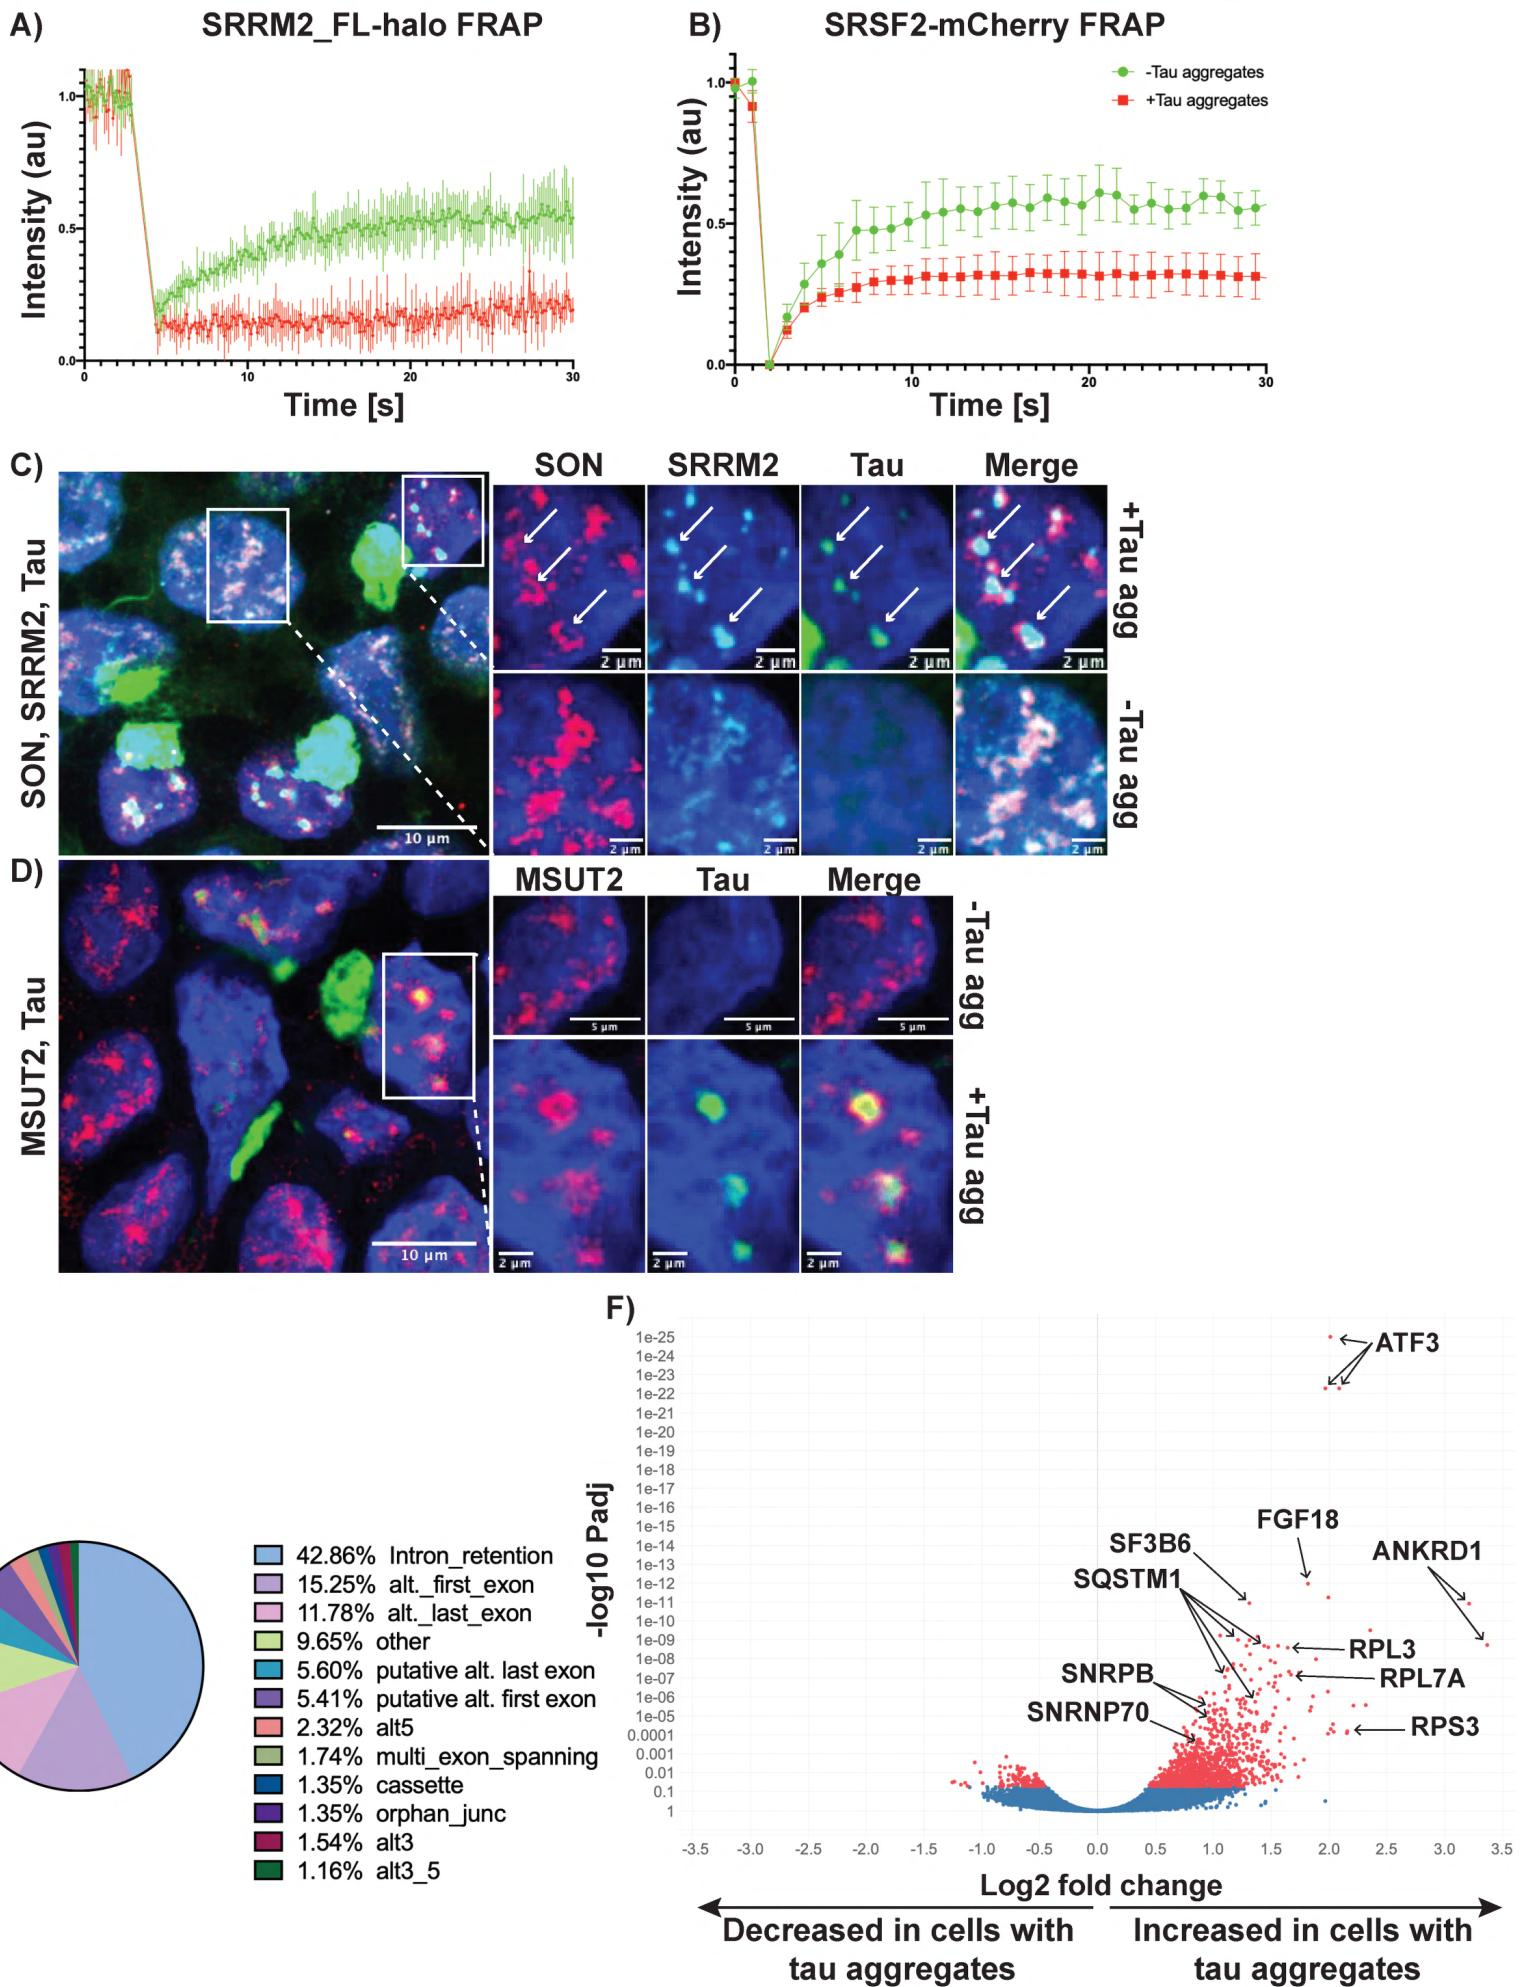 A)
SRRM2_FL-halo FRAP
Intensity (au)
1.0
0.5
0.0
0
10
20
30
Time [s]
B)
SRSF2-mCherry FRAP
-Tau aggregates
+Tau aggregates
Intensity (au)
1.0
0.5
0.0
0
10
20
30
Time [s]
C)
SON, SRRM2, Tau
10 µm
SON
SRRM2
Tau
Merge
2 µm
2 µm
2 µm
2 µm
+Tau agg
2 µm
2 µm
2 µm
2 µm
-Tau agg
D)
MSUT2, Tau
10 µm
MSUT2
Tau
Merge
5 µm
5 µm
5 µm
-Tau agg
2 µm
2 µm
2 µm
+Tau agg
42.86% Intron_retention
15.25% alt._first_exon
11.78% alt._last_exon
9.65% other
5.60% putative alt. last exon
5.41% putative alt. first exon
2.32% alt5
1.74% multi_exon_spanning
1.35% cassette
1.35% orphan_junc
1.54% alt3
1.16% alt3_5
F)
-log10 Padj
1e-25
1e-24
1e-23
1e-22
1e-21
1e-20
1e-19
1e-18
1e-17
1e-16
1e-15
1e-14
1e-13
1e-12
1e-11
1e-10
1e-09
1e-08
1e-07
1e-06
1e-05
0.0001
0.001
0.01
0.1
1
ATF3
FGF18
SF3B6
ANKRD1
SQSTM1
RPL3
SNRPB
RPL7A
SNRNP70
RPS3
-3.5
-3.0
-2.5
-2.0
-1.5
-1.0
-0.5
0.0
0.5
1.0
1.5
2.0
2.5
3.0
3.5
Log2 fold change
Decreased in cells with
tau aggregates
Increased in cells with
tau aggregates